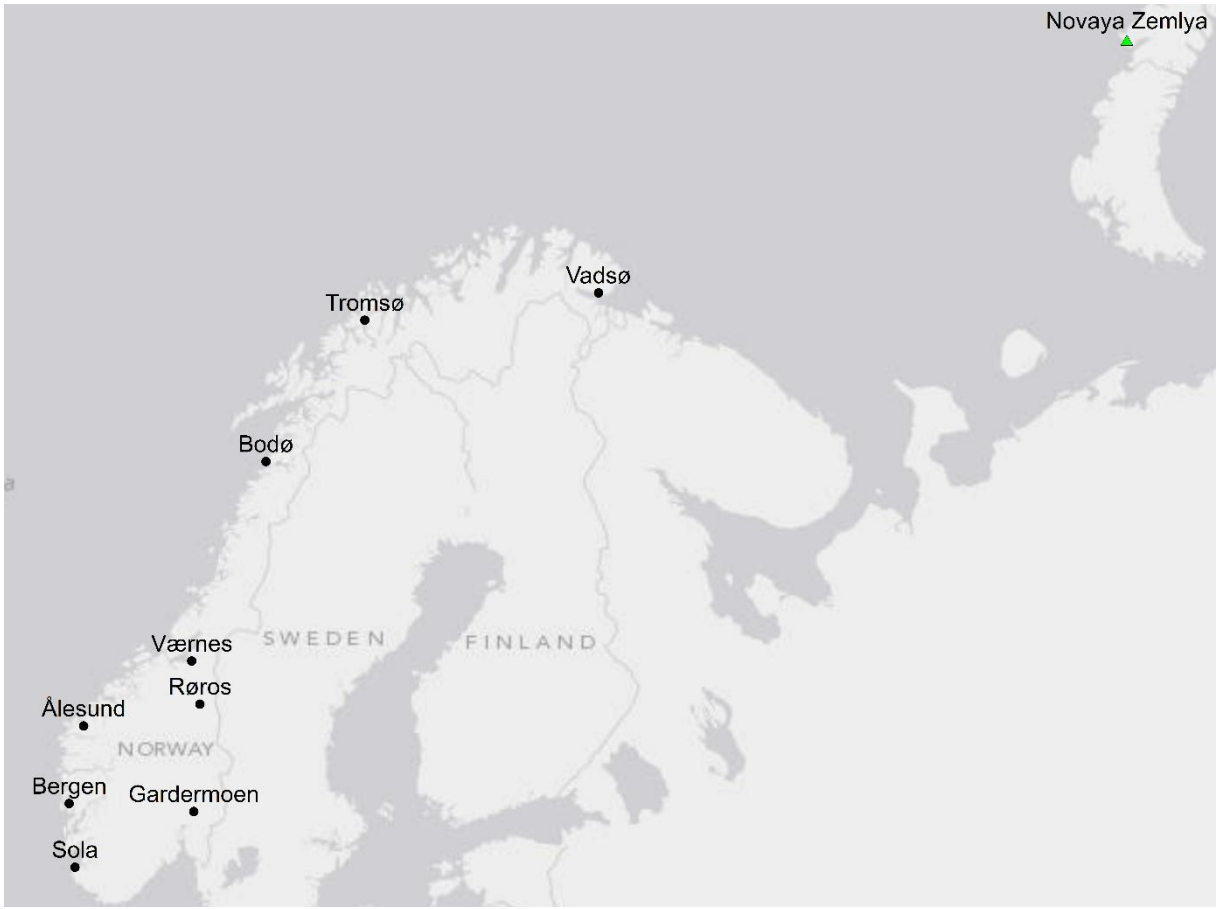 Novaya Zemlya
Vadsø
Tromsø
Bodø
a
Værnes
SWEDEN
FINLAND
Røros
Ålesund
NORWAY
Bergen
Gardermoen
Sola